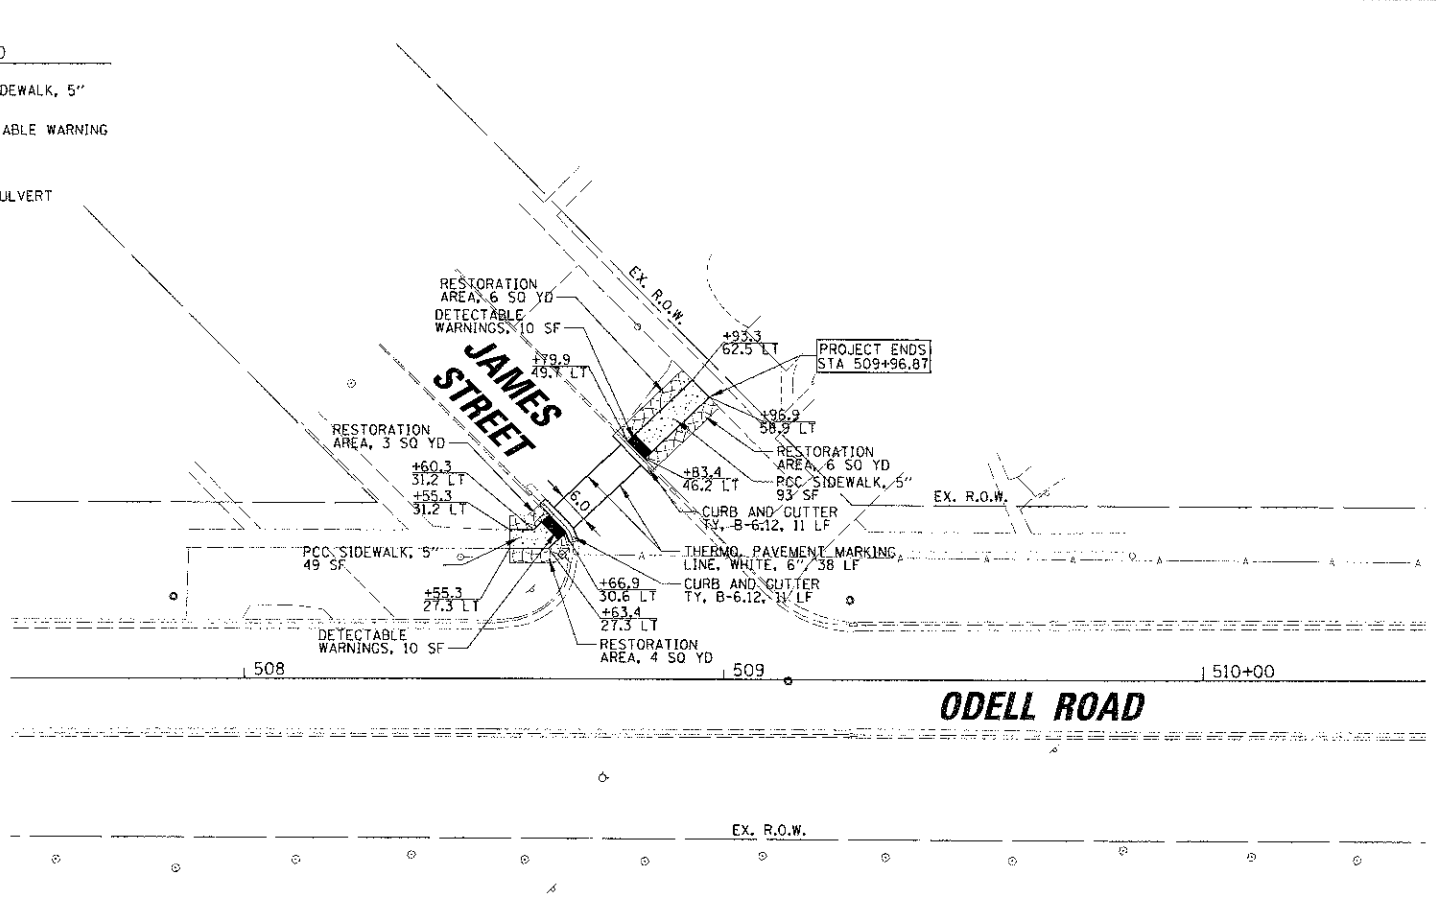 DEWALK, 5"
ABLE WARNING
ULVERT
RESTORATION
AREA, 6 SQ YD
DETECTABLE
WARNINGS, 10 SF
EX. R.O.W.
+93.3
62.5 LT
PROJECT ENDS
STA 509+96.87
+79.9
49.7 LT
JAMES
STREET
+96.9
58.9 LT
RESTORATION
AREA, 3 SQ YD
RESTORATION
AREA, 6 SQ YD
+60.3
31.2 LT
+83.4
46.2 LT
PCC SIDEWALK, 5"
93 SF
+55.3
31.2 LT
6.0
EX. R.O.W.
CURB AND GUTTER
TY, B-6.12, 11 LF
PCC SIDEWALK, 5"
49 SF
THERMO. PAVEMENT MARKING
LINE, WHITE, 6" 38 LF
+55.3
27.3 LT
+66.9
30.6 LT
CURB AND GUTTER
TY, B-6.12, 11 LF
+63.4
27.3 LT
DETECTABLE
WARNINGS, 10 SF
RESTORATION
AREA, 4 SQ YD
508
509
510+00
ODELL ROAD
EX. R.O.W.